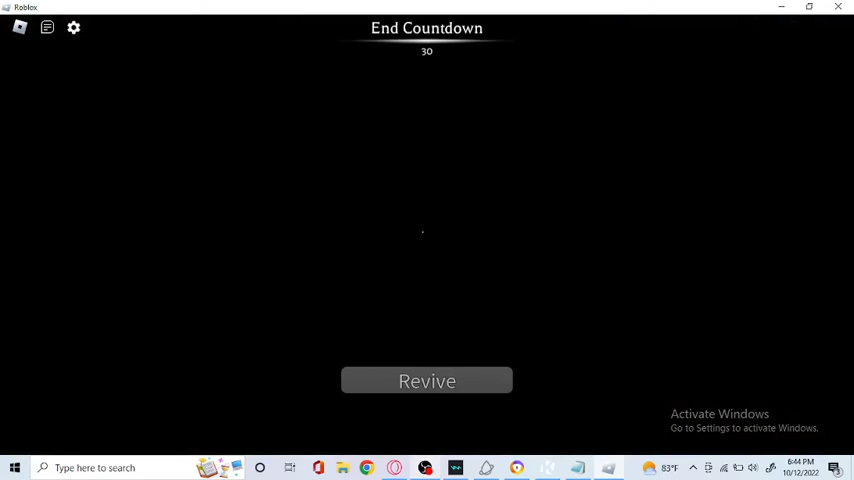 Roblox
End Countdown
30
Revive
Activate Windows
Go to Settings to activate Windows.
Type here to search
83°F
6:44 PM
10/12/2022
3